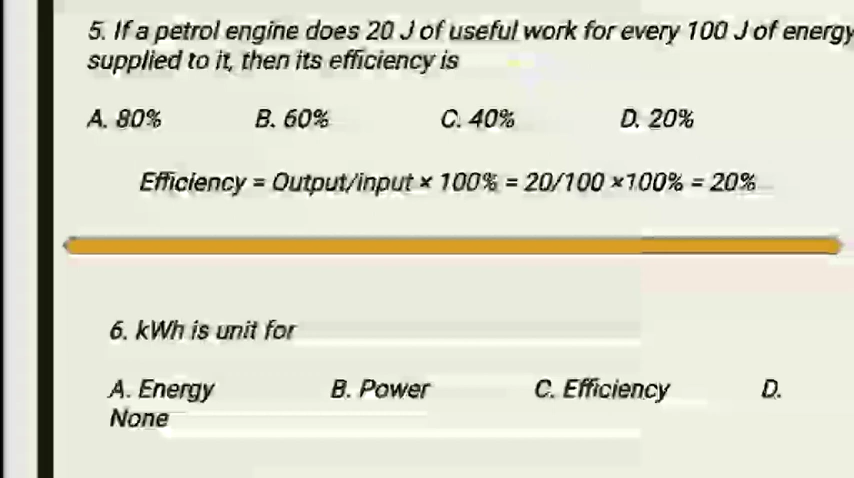 5. If a petrol engine does 20 J of useful work for every 100 J of energy
supplied to it, then its efficiency is
A. 80% B. 60% C. 40% D. 20%
Efficiency = Output/input × 100% = 20/100 ×100% = 20%
6. kWh is unit for
A. Energy B. Power C. Efficiency D.
None